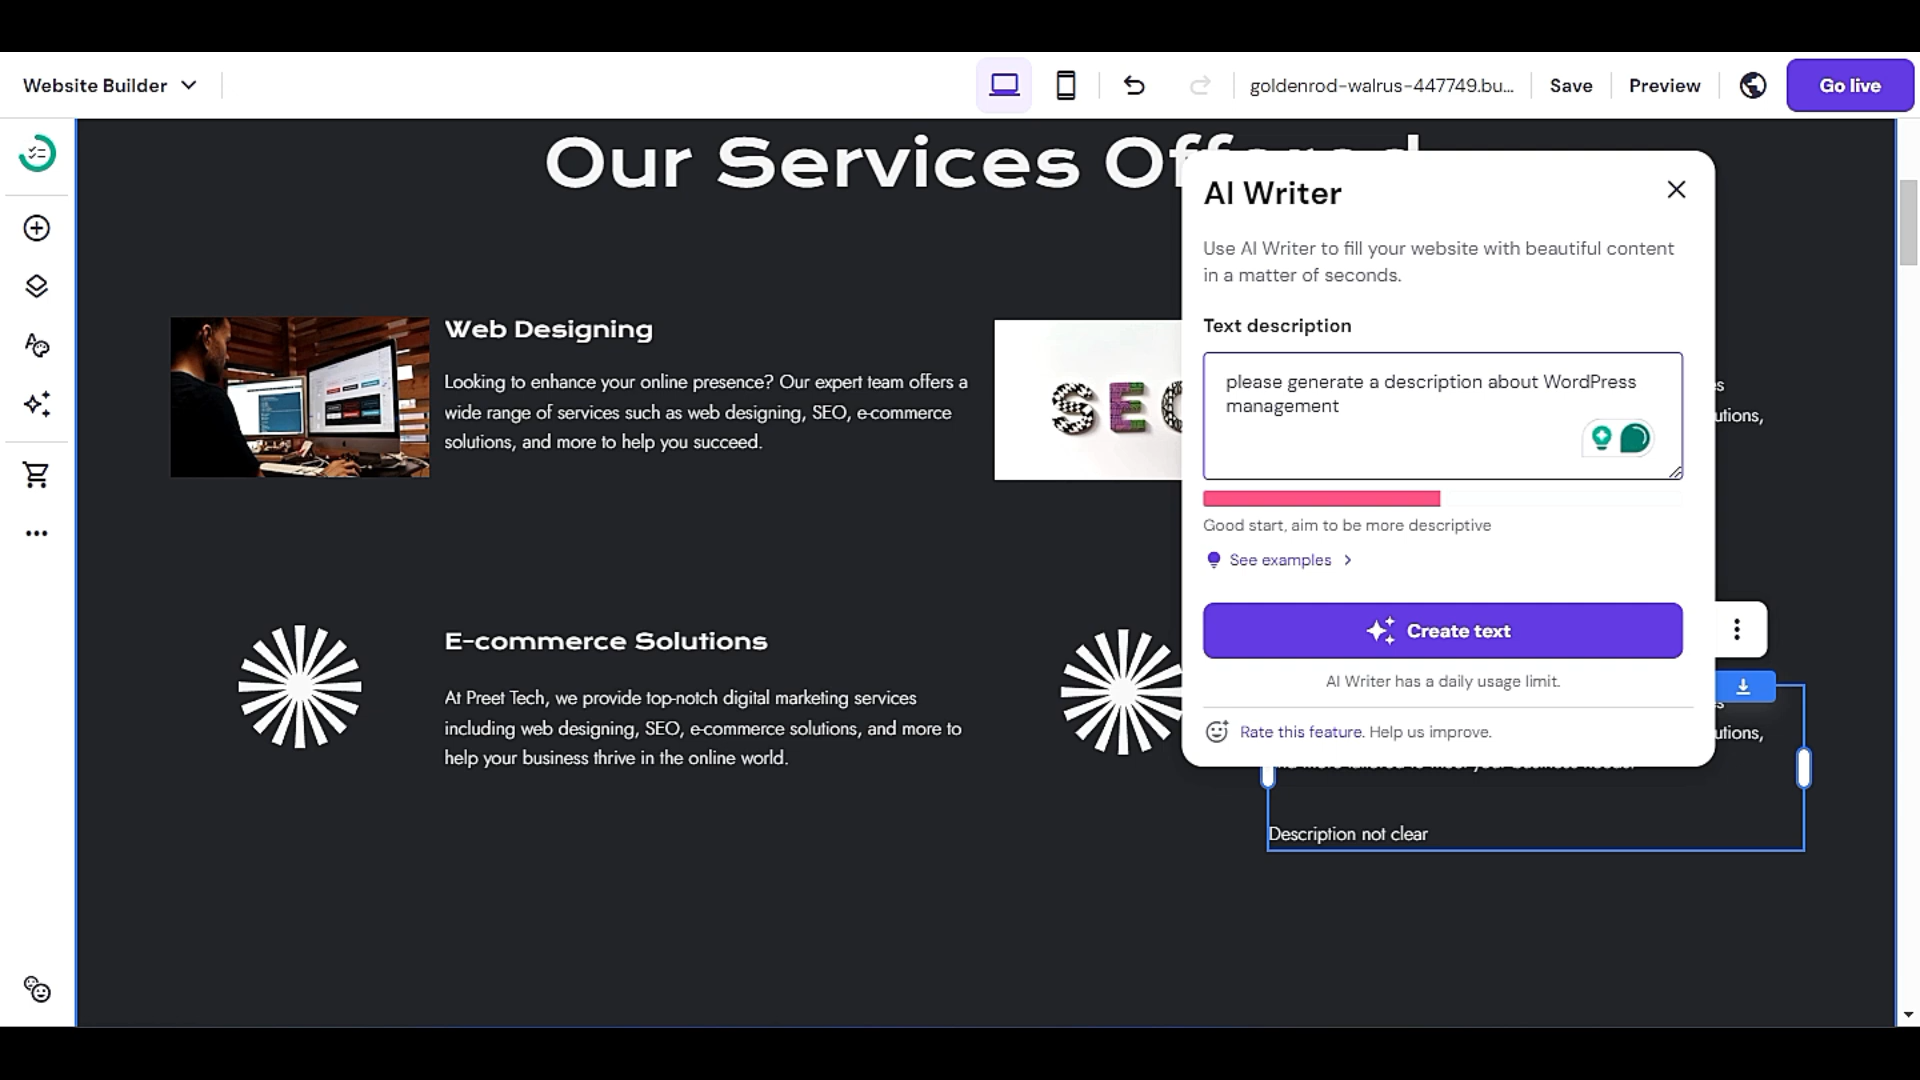 Website Builder
goldenrod-walrus-447749.bu...
Save
Preview
Go live
Our Services Offered
AI Writer
Use AI Writer to fill your website with beautiful content
in a matter of seconds.
Text description
please generate a description about WordPress
management
Good start, aim to be more descriptive
See examples
Create text
AI Writer has a daily usage limit.
Rate this feature. Help us improve.
Web Designing
Looking to enhance your online presence? Our expert team offers a
wide range of services such as web designing, SEO, e-commerce
solutions, and more to help you succeed.
SEO
E-commerce Solutions
At Preet Tech, we provide top-notch digital marketing services
including web designing, SEO, e-commerce solutions, and more to
help your business thrive in the online world.
Description not clear